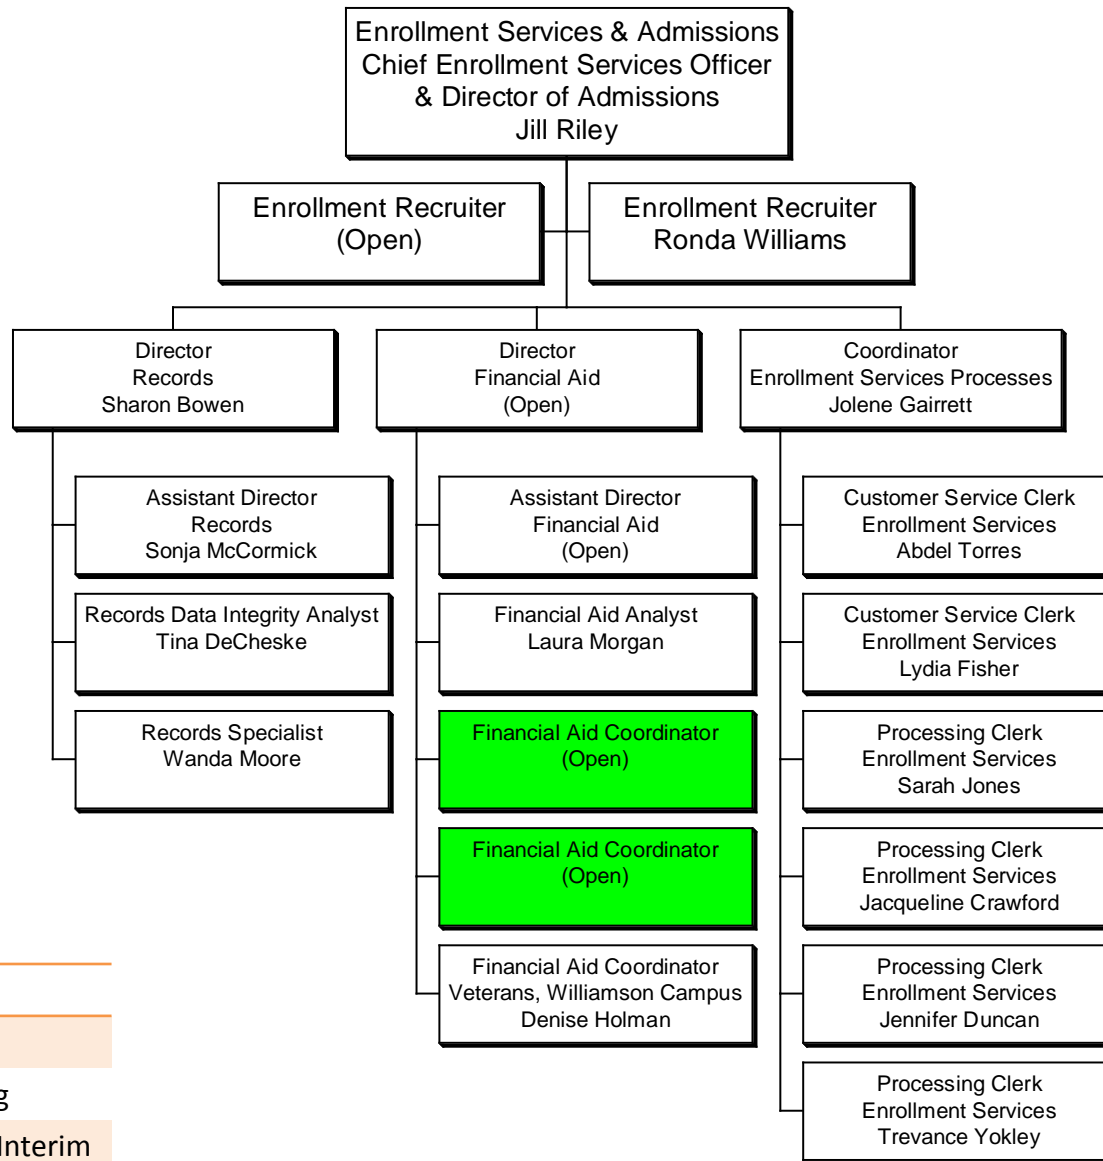 Enrollment Services & Admissions
Chief Enrollment Services Officer
& Director of Admissions
Jill Riley
Enrollment Recruiter
(Open)
Enrollment Recruiter
Ronda Williams
Director
Records
Sharon Bowen
Director
Financial Aid
(Open)
Coordinator
Enrollment Services Processes
Jolene Gairrett
Assistant Director
Records
Sonja McCormick
Records Data Integrity Analyst
Tina DeCheske
Records Specialist
Wanda Moore
Assistant Director
Financial Aid
(Open)
Financial Aid Analyst
Laura Morgan
Financial Aid Coordinator
(Open)
Financial Aid Coordinator
(Open)
Financial Aid Coordinator
Veterans, Williamson Campus
Denise Holman
Customer Service Clerk
Enrollment Services
Abdel Torres
Customer Service Clerk
Enrollment Services
Lydia Fisher
Processing Clerk
Enrollment Services
Sarah Jones
Processing Clerk
Enrollment Services
Jacqueline Crawford
Processing Clerk
Enrollment Services
Jennifer Duncan
Processing Clerk
Enrollment Services
Trevance Yokley
g
Interim